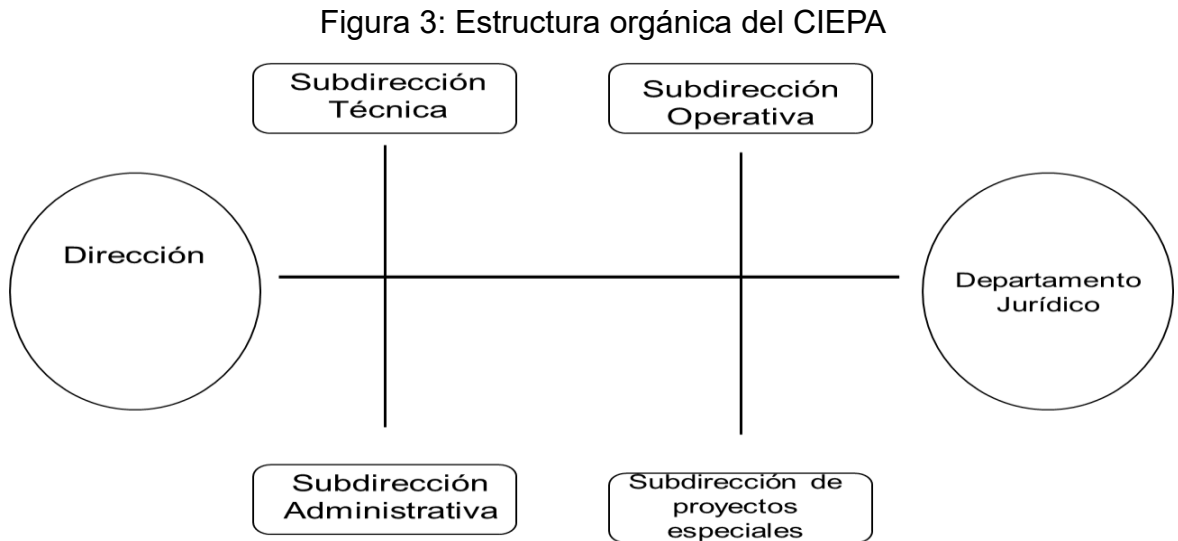 Figura 3: Estructura orgánica del CIEPA
Subdirección
Técnica
Subdirección
Operativa
Dirección
Departamento
Jurídico
Subdirección
Administrativa
Subdirección de
proyectos
especiales